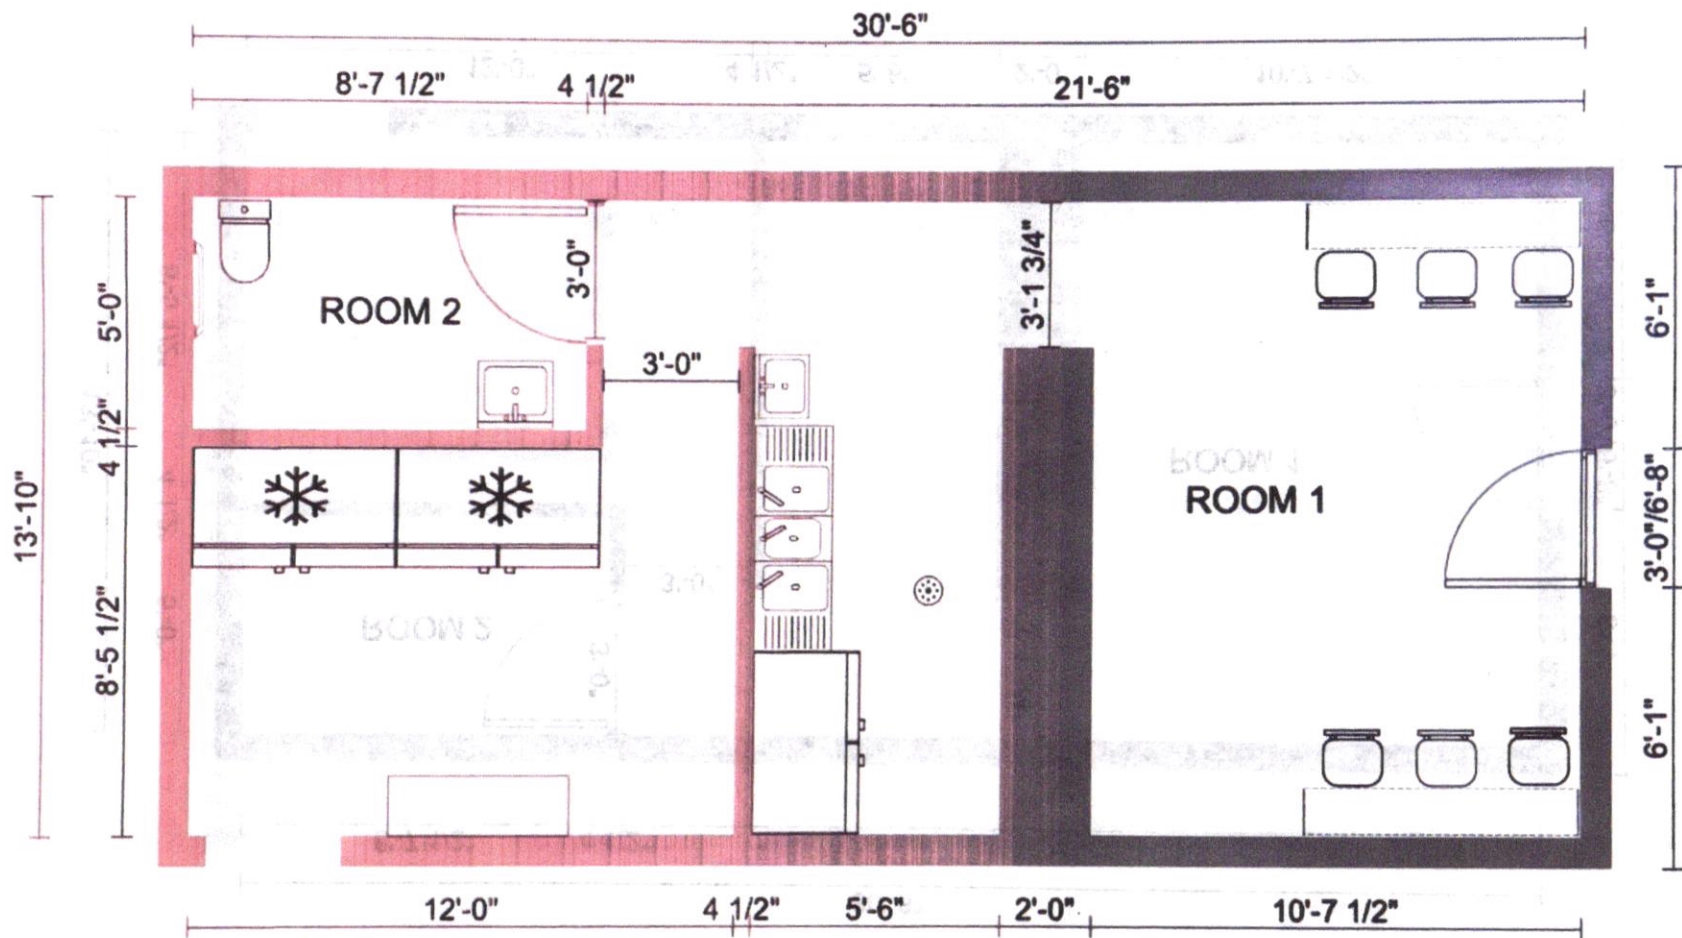 30'-6"
8'-7 1/2" 4 1/2" 21'-6"
13'-10"
5'-0"
4 1/2"
8'-5 1/2"
ROOM 2
3'-0"
3'-0"
3'-1 3/4"
ROOM 1
6'-1"
3'-0"/6'-8"
6'-1"
12'-0" 4 1/2" 5'-6" 2'-0" 10'-7 1/2"